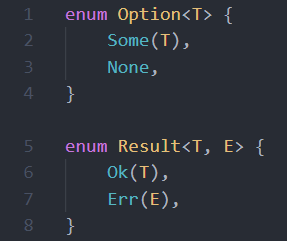 1 enum Option<T> {
2     Some(T),
3     None,
4 }
5 enum Result<T, E> {
6     Ok(T),
7     Err(E),
8 }